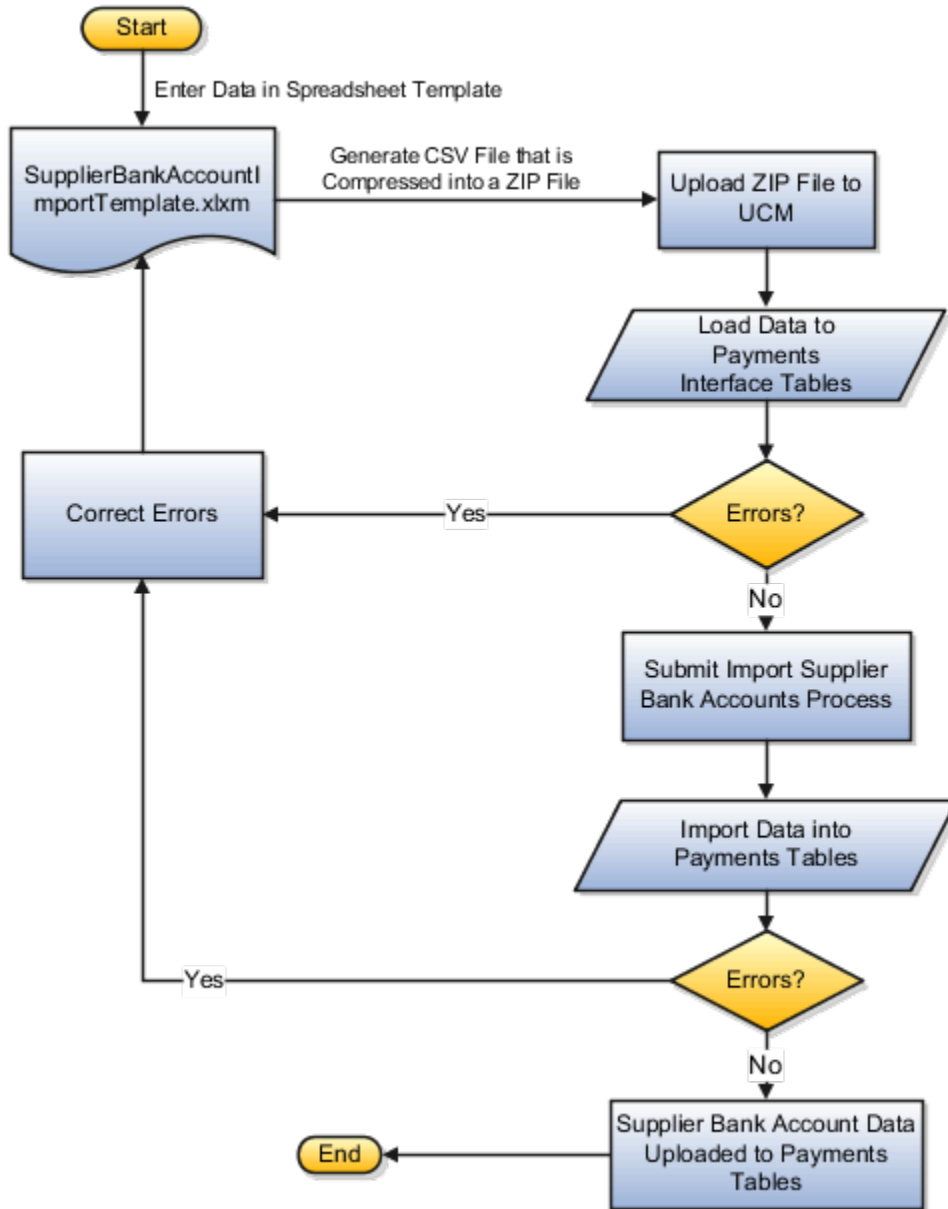 Start
Enter Data in Spreadsheet Template
SupplierBankAccountI
mportTemplate.xlxm
Generate CSV File that is
Compressed into a ZIP File
Upload ZIP File to
UCM
Load Data to
Payments
Interface Tables
Errors?
Yes
Correct Errors
No
Submit Import Supplier
Bank Accounts Process
Import Data into
Payments Tables
Errors?
Yes
No
Supplier Bank Account Data
Uploaded to Payments
Tables
End